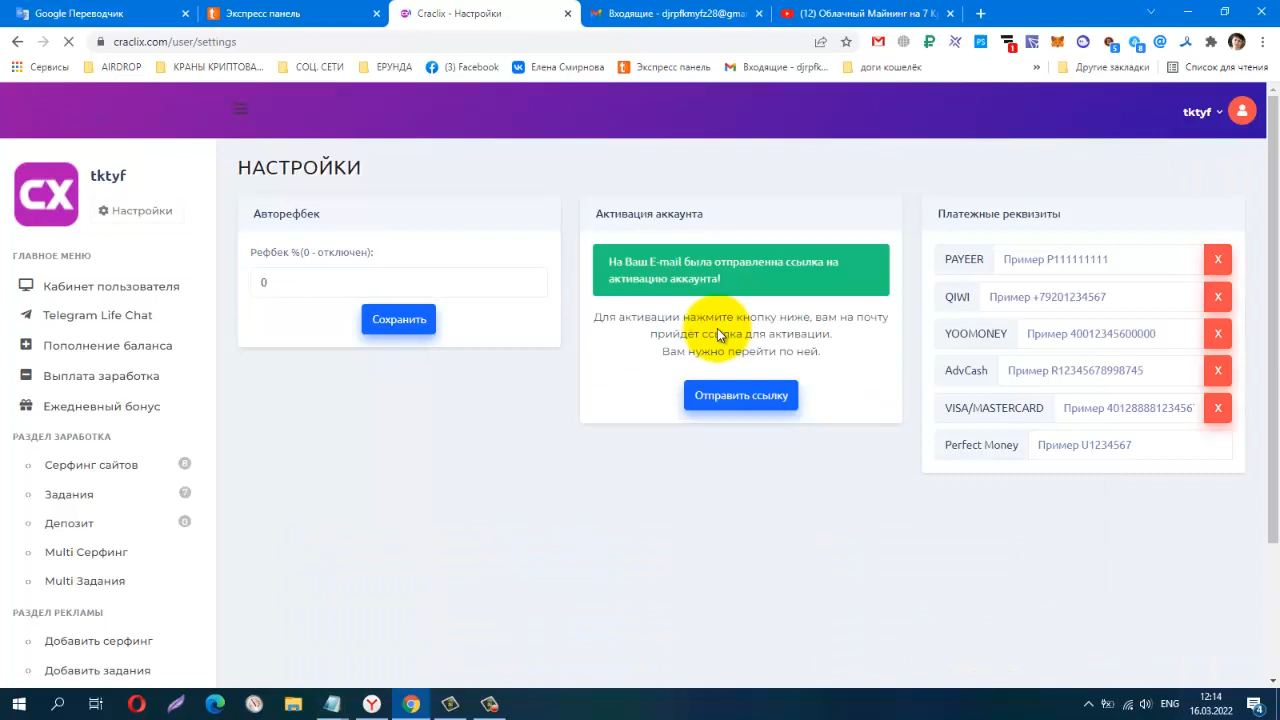 Google Переводчик
Экспресс панель
Craclix - Настройки
Входящие - djrpfkmyfz28@gma
(12) Облачный Майнинг на 7 К
craclix.com/user/settings
Сервисы
AIRDROP
КРАНЫ КРИПТОВА...
СОЦ. СЕТИ
ЕРУНДА
(3) Facebook
Елена Смирнова
Экспресс панель
Входящие - djrpfk...
доги кошелёк
»
Другие закладки
Список для чтения
tktyf
CX
tktyf
Настройки
ГЛАВНОЕ МЕНЮ
Кабинет пользователя
Telegram Life Chat
Пополнение баланса
Выплата заработка
Ежедневный бонус
РАЗДЕЛ ЗАРАБОТКА
Серфинг сайтов 8
Задания 7
Депозит 0
Multi Серфинг
Multi Задания
РАЗДЕЛ РЕКЛАМЫ
Добавить серфинг
Добавить задания
НАСТРОЙКИ
Авторефбек
Рефбек %(0 - отключен):
0
Сохранить
Активация аккаунта
На Ваш E-mail была отправленна ссылка на
активацию аккаунта!
Для активации нажмите кнопку ниже, вам на почту
прийдет ссылка для активации.
Вам нужно перейти по ней.
Отправить ссылку
Платежные реквизиты
PAYEER Пример P111111111 X
QIWI Пример +79201234567 X
YOOMONEY Пример 40012345600000 X
AdvCash Пример R12345678998745 X
VISA/MASTERCARD Пример 40128888123456 X
Perfect Money Пример U1234567
ENG
12:14
16.03.2022
4